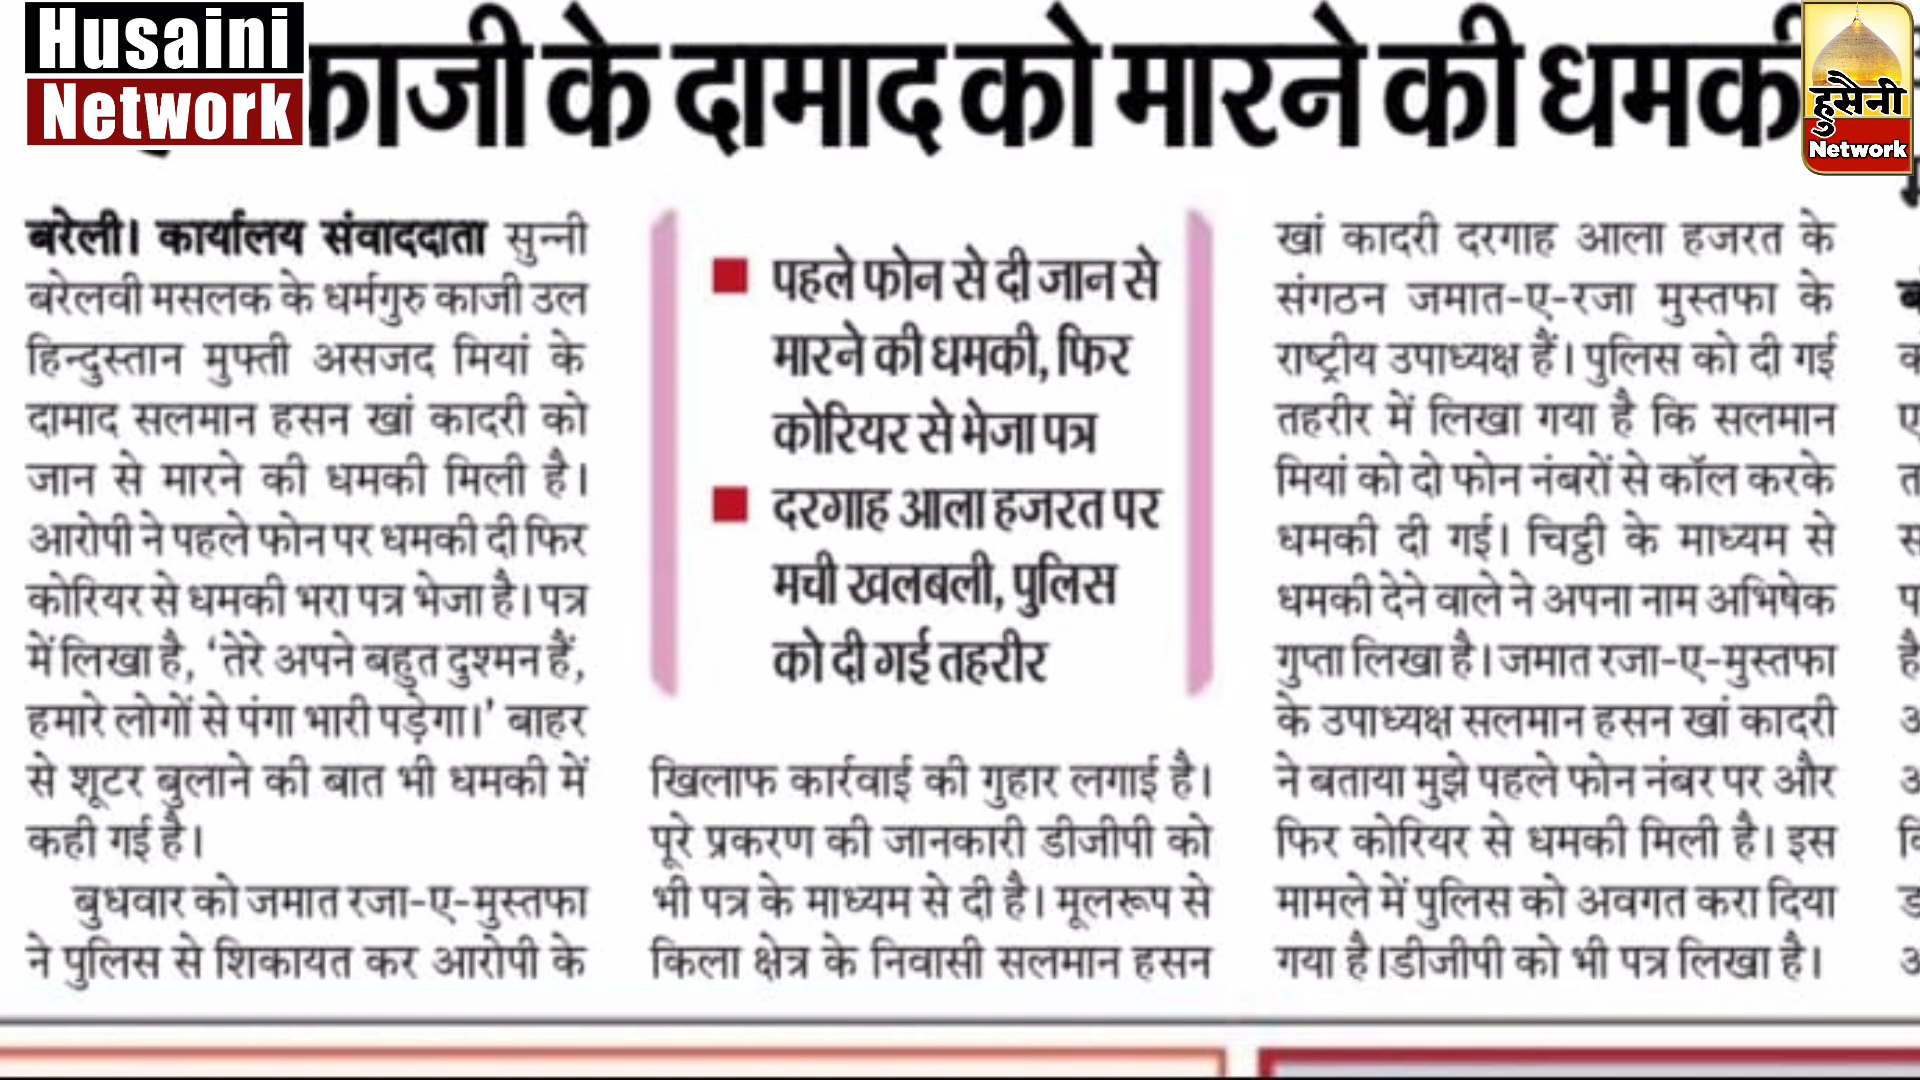 Husaini
Network
काजी के दामाद को मारने की धमकी
हुसैनी
Network
बरेली। कार्यालय संवाददाता सुन्नी
बरेलवी मसलक के धर्मगुरु काजी उल
हिन्दुस्तान मुफ्ती असजद मियां के
दामाद सलमान हसन खां कादरी को
जान से मारने की धमकी मिली है।
आरोपी ने पहले फोन पर धमकी दी फिर
कोरियर से धमकी भरा पत्र भेजा है। पत्र
में लिखा है, ‘तेरे अपने बहुत दुश्मन हैं,
हमारे लोगों से पंगा भारी पड़ेगा।’ बाहर
से शूटर बुलाने की बात भी धमकी में
कही गई है।
बुधवार को जमात रजा-ए-मुस्तफा
ने पुलिस से शिकायत कर आरोपी के
पहले फोन से दी जान से
मारने की धमकी, फिर
कोरियर से भेजा पत्र
दरगाह आला हजरत पर
मची खलबली, पुलिस
को दी गई तहरीर
खिलाफ कार्रवाई की गुहार लगाई है।
पूरे प्रकरण की जानकारी डीजीपी को
भी पत्र के माध्यम से दी है। मूलरूप से
किला क्षेत्र के निवासी सलमान हसन
खां कादरी दरगाह आला हजरत के
संगठन जमात-ए-रजा मुस्तफा के
राष्ट्रीय उपाध्यक्ष हैं। पुलिस को दी गई
तहरीर में लिखा गया है कि सलमान
मियां को दो फोन नंबरों से कॉल करके
धमकी दी गई। चिट्ठी के माध्यम से
धमकी देने वाले ने अपना नाम अभिषेक
गुप्ता लिखा है। जमात रजा-ए-मुस्तफा
के उपाध्यक्ष सलमान हसन खां कादरी
ने बताया मुझे पहले फोन नंबर पर और
फिर कोरियर से धमकी मिली है। इस
मामले में पुलिस को अवगत करा दिया
गया है।डीजीपी को भी पत्र लिखा है।